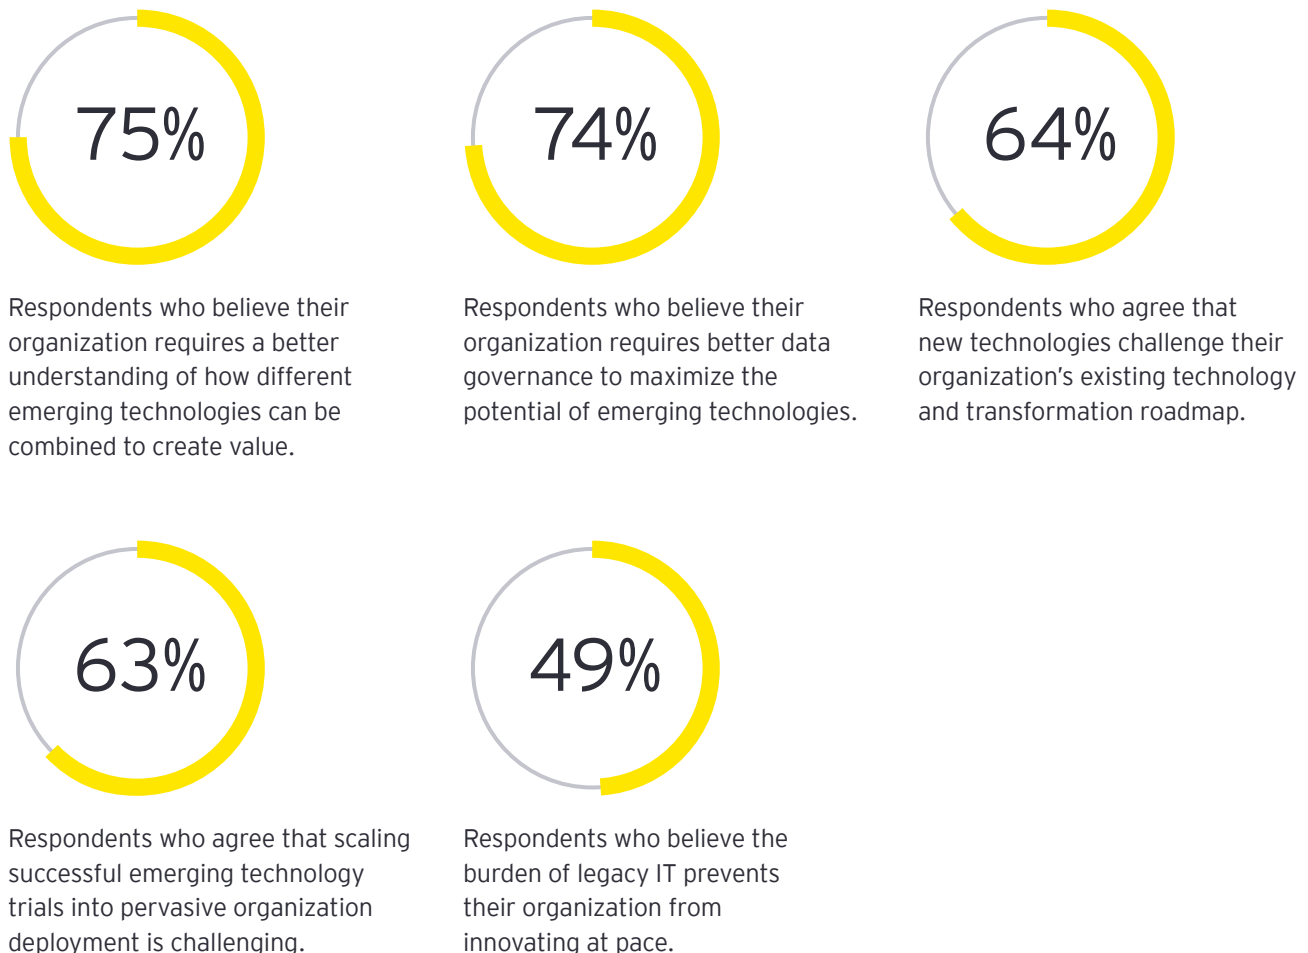 75%
Respondents who believe their
organization requires a better
understanding of how different
emerging technologies can be
combined to create value.
74%
Respondents who believe their
organization requires better data
governance to maximize the
potential of emerging technologies.
64%
Respondents who agree that
new technologies challenge their
organization's existing technology
and transformation roadmap.
63%
Respondents who agree that scaling
successful emerging technology
trials into pervasive organization
deployment is challenging.
49%
Respondents who believe the
burden of legacy IT prevents
their organization from
innovating at pace.